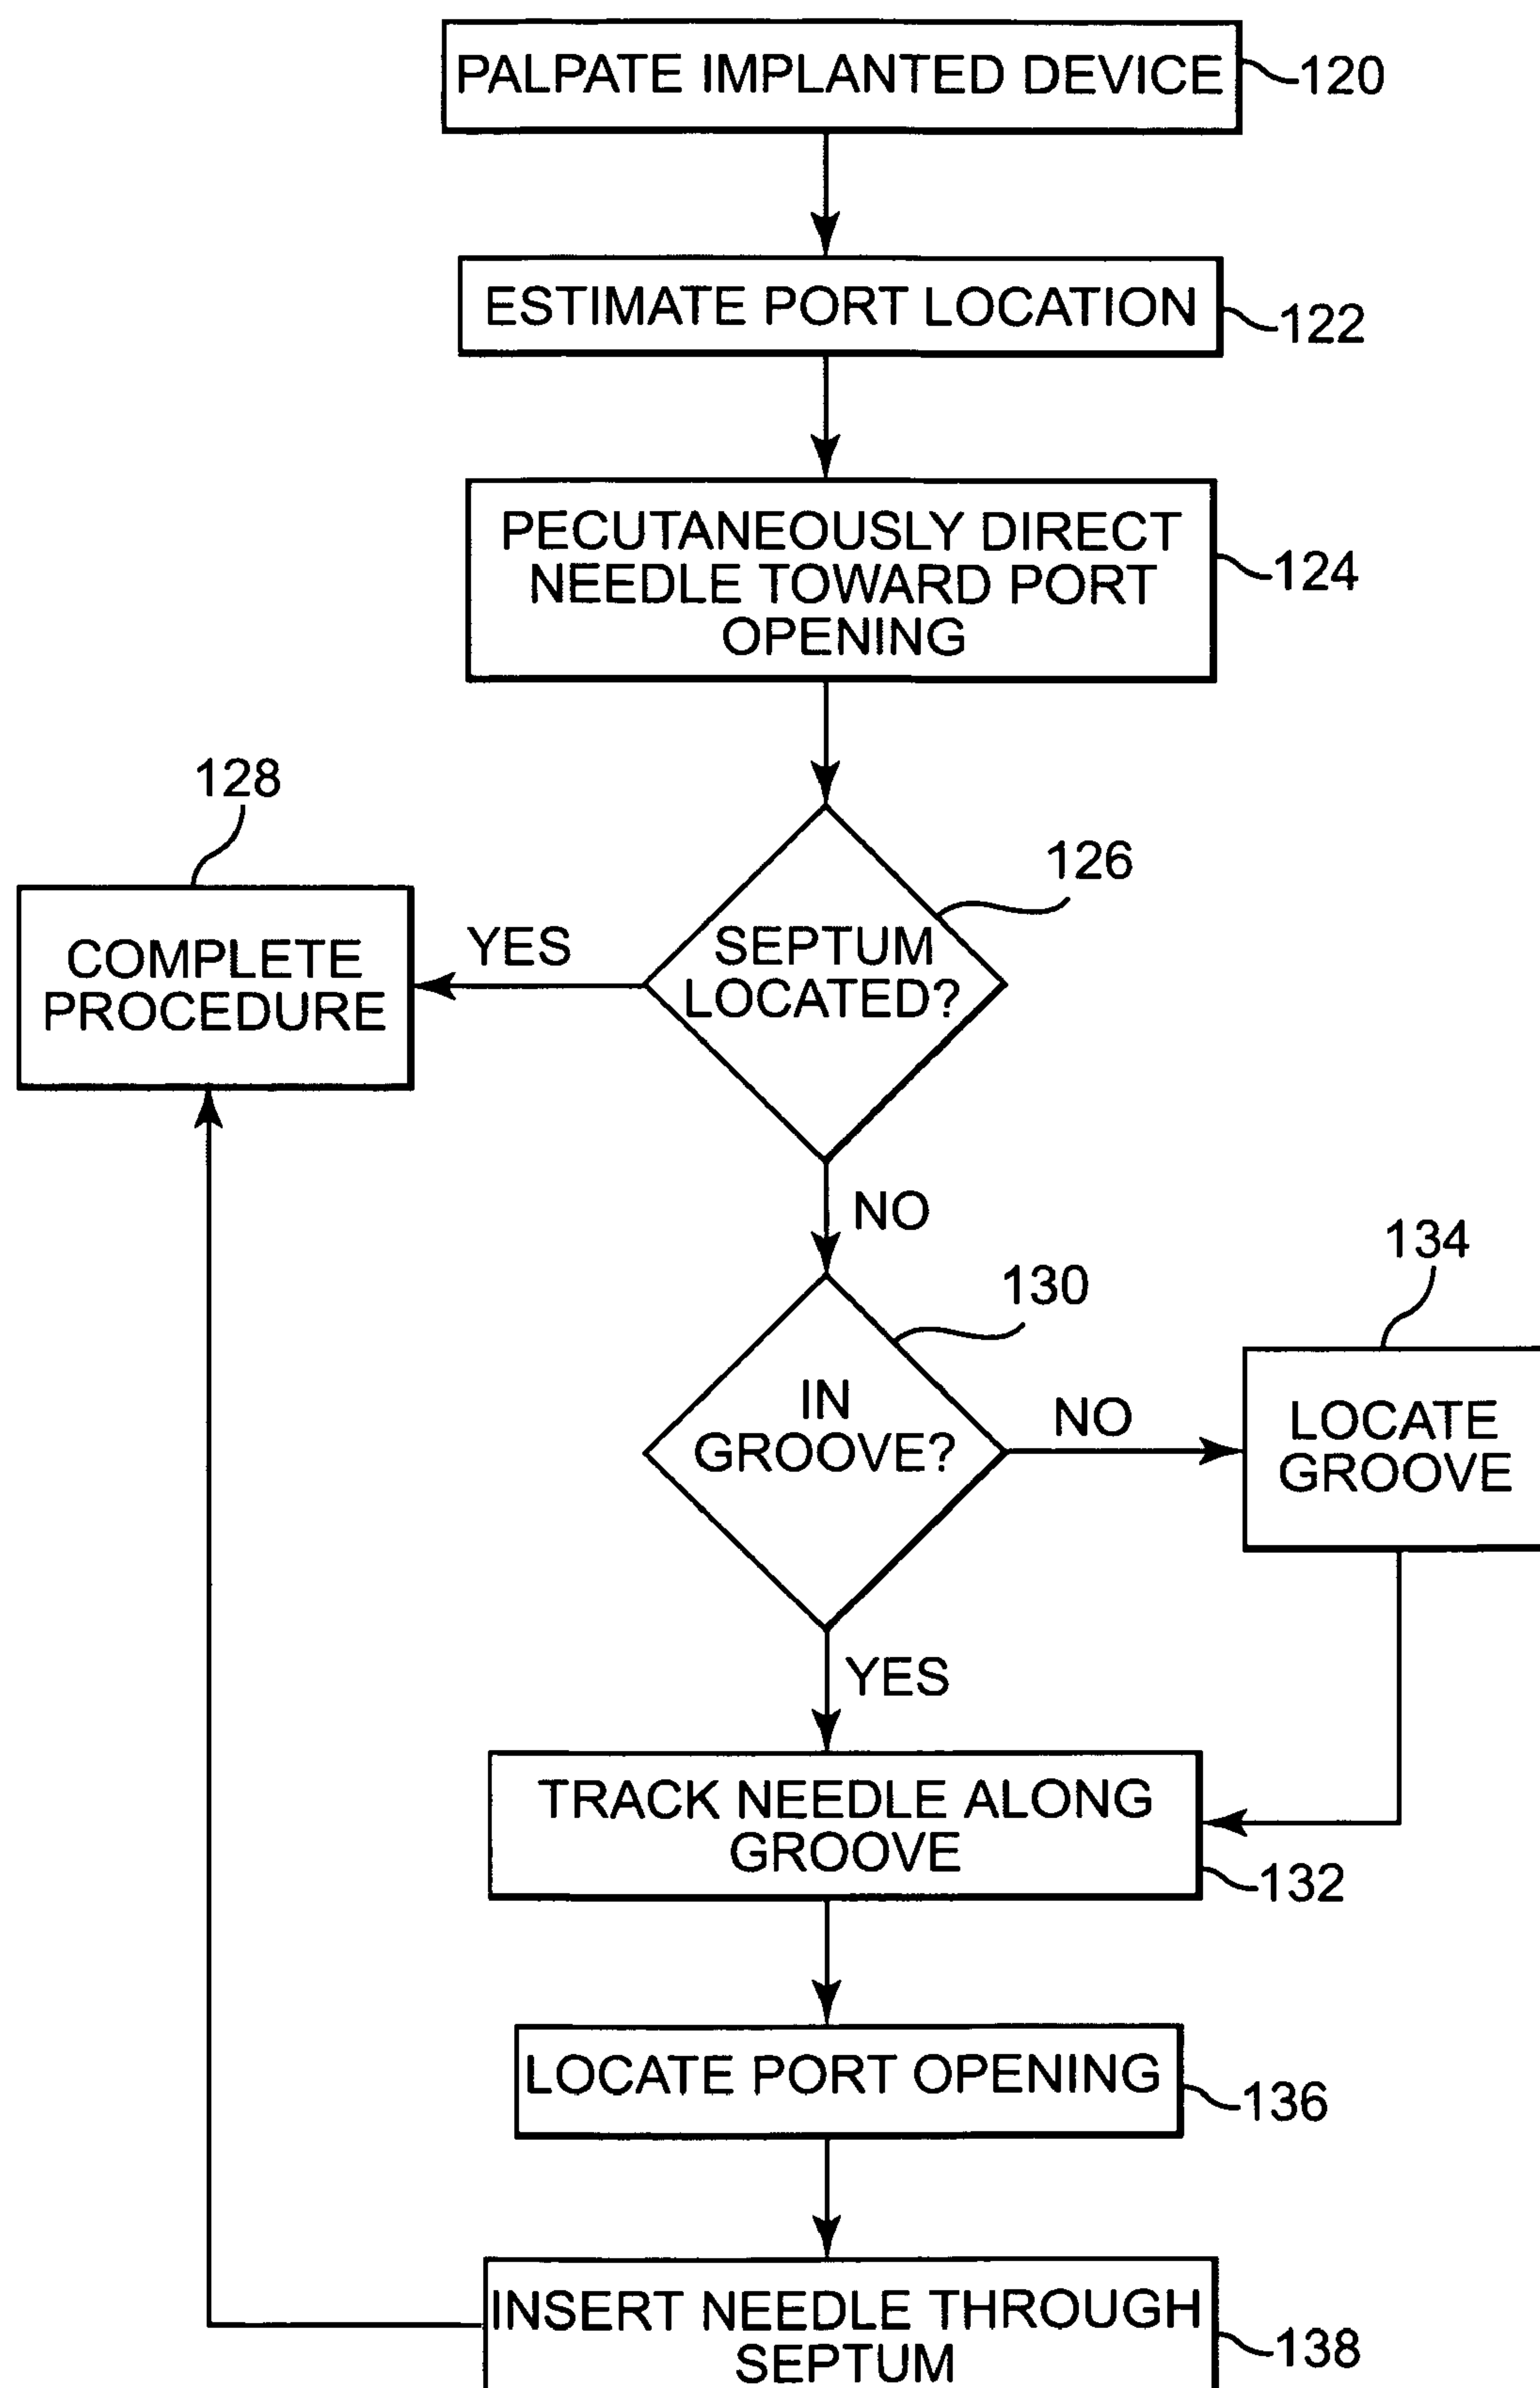 PALPATE IMPLANTED DEVICE
120
ESTIMATE PORT LOCATION
122
PECUTANEOUSLY DIRECT
NEEDLE TOWARD PORT
OPENING
124
128
126
COMPLETE
PROCEDURE
YES
SEPTUM
LOCATED?
NO
130
134
IN
GROOVE?
NO
LOCATE
GROOVE
YES
TRACK NEEDLE ALONG
GROOVE
132
LOCATE PORT OPENING
136
INSERT NEEDLE THROUGH
SEPTUM
138